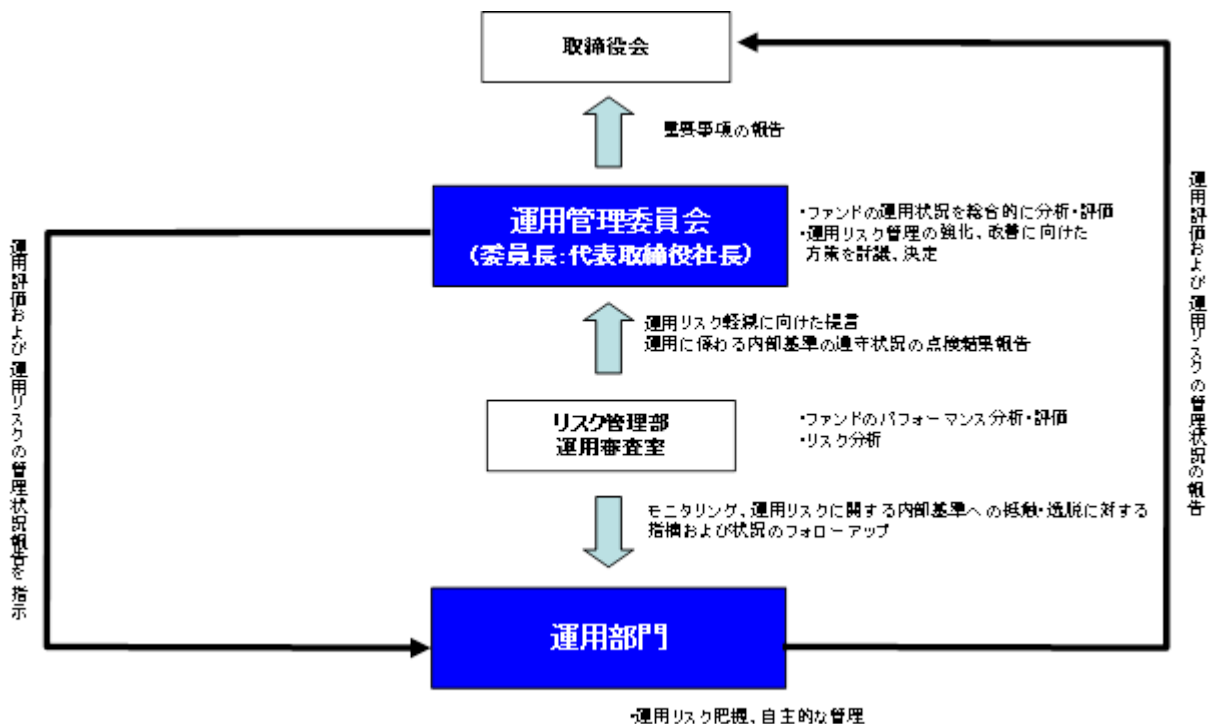 取締役会
重要事項の報告
運用管理委員会
(委員長:代表取締役社長)
・ファンドの運用状況を総合的に分析・評価
・運用リスク管理の強化、改善に向けた
方策を討議、決定
運用リスク軽減に向けた提言
運用に係わる内部基準の遵守状況の点検結果報告
リスク管理部
運用審査室
・ファンドのパフォーマンス分析・評価
・リスク分析
モニタリング、運用リスクに関する内部基準への抵触・逸脱に対する
指摘および状況のフォローアップ
運用部門
・運用リスク把握、自主的な管理
運用評価および運用リスクの管理状況報告を指示
運用評価および運用リスクの管理状況の報告